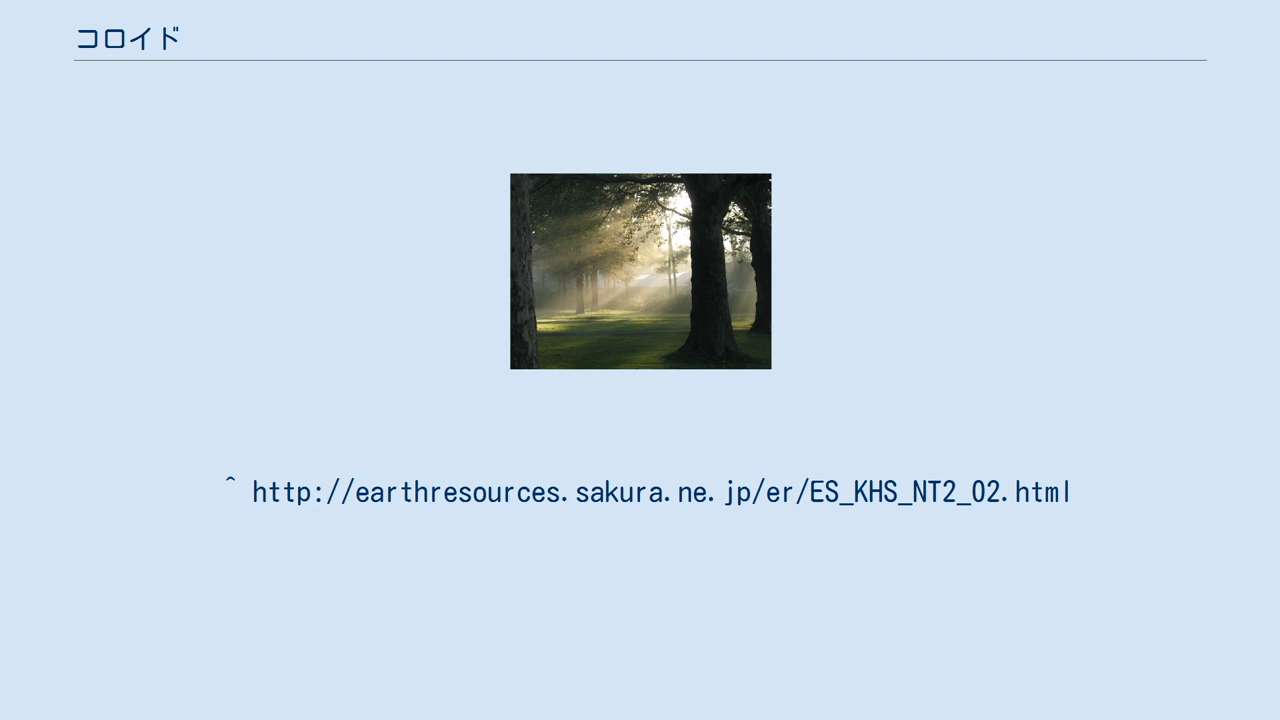 コロイド
^ http://earthresources.sakura.ne.jp/er/ES_KHS_NT2_02.html